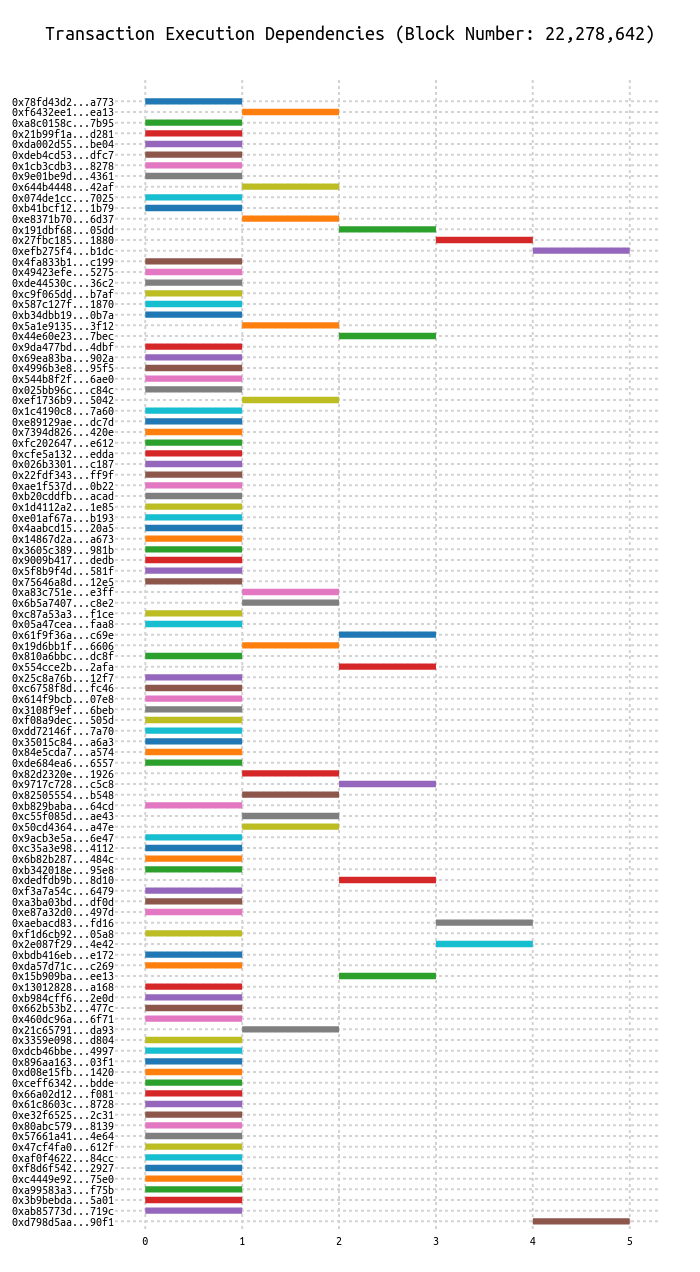 Transaction Execution Dependencies (Block Number: 22,278,642)
0x78fd43d2...a773
0xf6432ee1...ea13
0xa8c0158c...7b95
0x21b99f1a...d281
0xda002d55...be04
0xdeb4cd53...dfc7
0x1cb3cdb3...8278
0x9e01be9d...4361
0x644b4448...42af
0x074de1cc...7025
0xb41bcf12...1b79
0xe8371b70...6d37
0x191dbf68...05dd
0x27fbc185...1880
0xefb275f4...b1dc
0x4fa833b1...c199
0x49423efe...5275
0xde44530c...36c2
0xc9f065dd...b7af
0x587c127f...1870
0xb34dbb19...0b7a
0x5a1e9135...3f12
0x44e60e23...7bec
0x9da477bd...4dbf
0x69ea83ba...902a
0x4996b3e8...95f5
0x544b8f2f...6ae0
0x025bb96c...c84c
0xef1736b9...5042
0x1c4190c8...7a60
0xe89129ae...dc7d
0x7394d826...420e
0xfc202647...e612
0xcfe5a132...edda
0x026b3301...c187
0x22fdf343...ff9f
0xae1f537d...0b22
0xb20cddfb...acad
0x1d4112a2...1e85
0xe01af67a...b193
0x4aabcd15...20a5
0x14867d2a...a673
0x3605c389...981b
0x9009b417...dedb
0x5f8b9f4d...581f
0x75646a8d...12e5
0xa83c751e...e3ff
0x6b5a7407...c8e2
0xc87a53a3...f1ce
0x05a47cea...faa8
0x61f9f36a...c69e
0x19d6bb1f...6606
0x810a6bbc...dc8f
0x554cce2b...2afa
0x25c8a76b...12f7
0xc6758f8d...fc46
0x614f9bcb...07e8
0x3108f9ef...6beb
0xf08a9dec...505d
0xdd72146f...7a70
0x35015c84...a6a3
0x84e5cda7...a574
0xde684ea6...6557
0x82d2320e...1926
0x9717c728...c5c8
0x82505554...b548
0xb829baba...64cd
0xc55f085d...ae43
0x50cd4364...a47e
0x9acb3e5a...6e47
0xc35a3e98...4112
0x6b82b287...484c
0xb342018e...95e8
0xdedfdb9b...8d10
0xf3a7a54c...6479
0xa3ba03bd...df0d
0xe87a32d0...497d
0xaebacd83...fd16
0xf1d6cb92...05a8
0x2e087f29...4e42
0xbdb416eb...e172
0xda57d71c...c269
0x15b909ba...ee13
0x13012828...a168
0xb984cff6...2e0d
0x662b53b2...477c
0x460dc96a...6f71
0x21c65791...da93
0x3359e098...d804
0xdcb46bbe...4997
0x896aa163...03f1
0xd08e15fb...1420
0xceff6342...bdde
0x66a02d12...f081
0x61c8603c...8728
0xe32f6525...2c31
0x80abc579...8139
0x57661a41...4e64
0x47cf4fa0...612f
0xaf0f4622...84cc
0xf8d6f542...2927
0xc4449e92...75e0
0xa99583a3...f75b
0x3b9bebda...5a01
0xab85773d...719c
0xd798d5aa...90f1
0 1 2 3 4 5